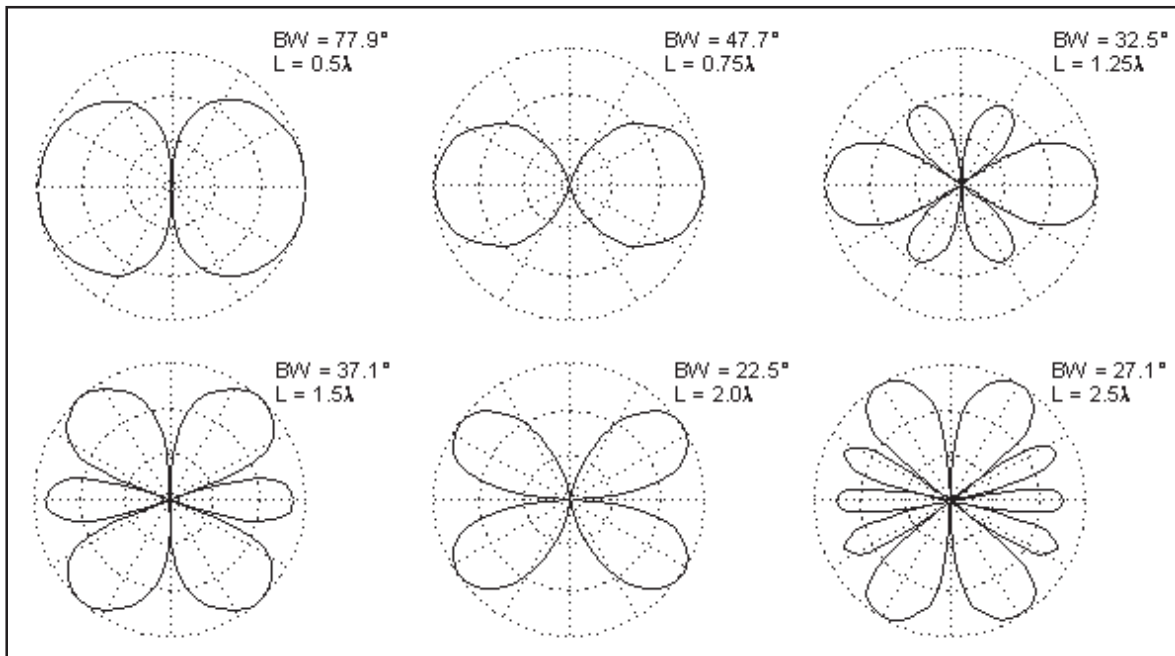 BW = 77.9°
L = 0.5λ
BW = 47.7°
L = 0.75λ
BW = 32.5°
L = 1.25λ
BW = 37.1°
L = 1.5λ
BW = 22.5°
L = 2.0λ
BW = 27.1°
L = 2.5λ